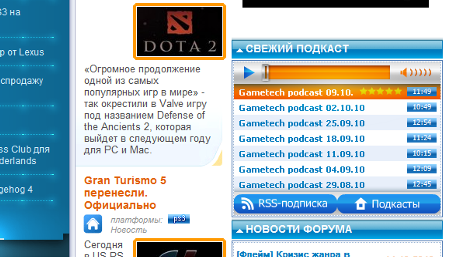 33 на
р от Lexus
спродажу
ss Club для
derlands
gehog 4
DOTA 2
«Огромное продолжение
одной из самых
популярных игр в мире» -
так окрестили в Valve игру
под названием Defense of
the Ancients 2, которая
выйдет в следующем году
для PC и Mac.
Gran Turismo 5
перенесли.
Официально
платформы: ps3
Новость
Сегодня
в US PS
СВЕЖИЙ ПОДКАСТ
Gametech podcast 09.10. 11:49
Gametech podcast 02.10.10 10:49
Gametech podcast 25.09.10 12:54
Gametech podcast 18.09.10 11:24
Gametech podcast 11.09.10 10:15
Gametech podcast 04.09.10 12:09
Gametech podcast 29.08.10 12:45
RSS-подписка Подкасты
НОВОСТИ ФОРУМА
[Флейм] Кризис жанра в